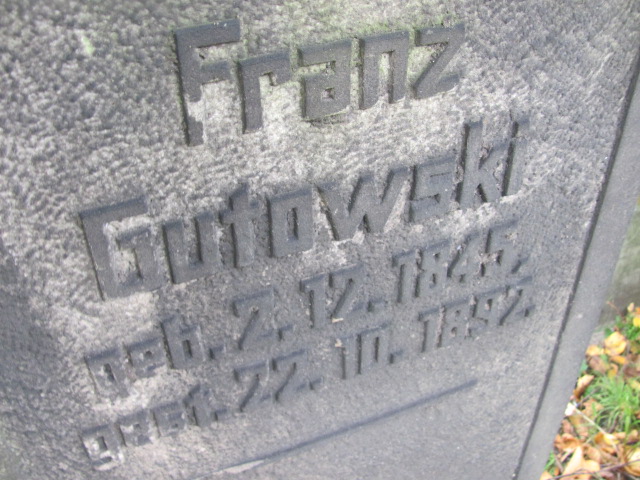 Franz
Gutowski
geb. 2. 12. 1845.
gest. 22. 10. 1892.